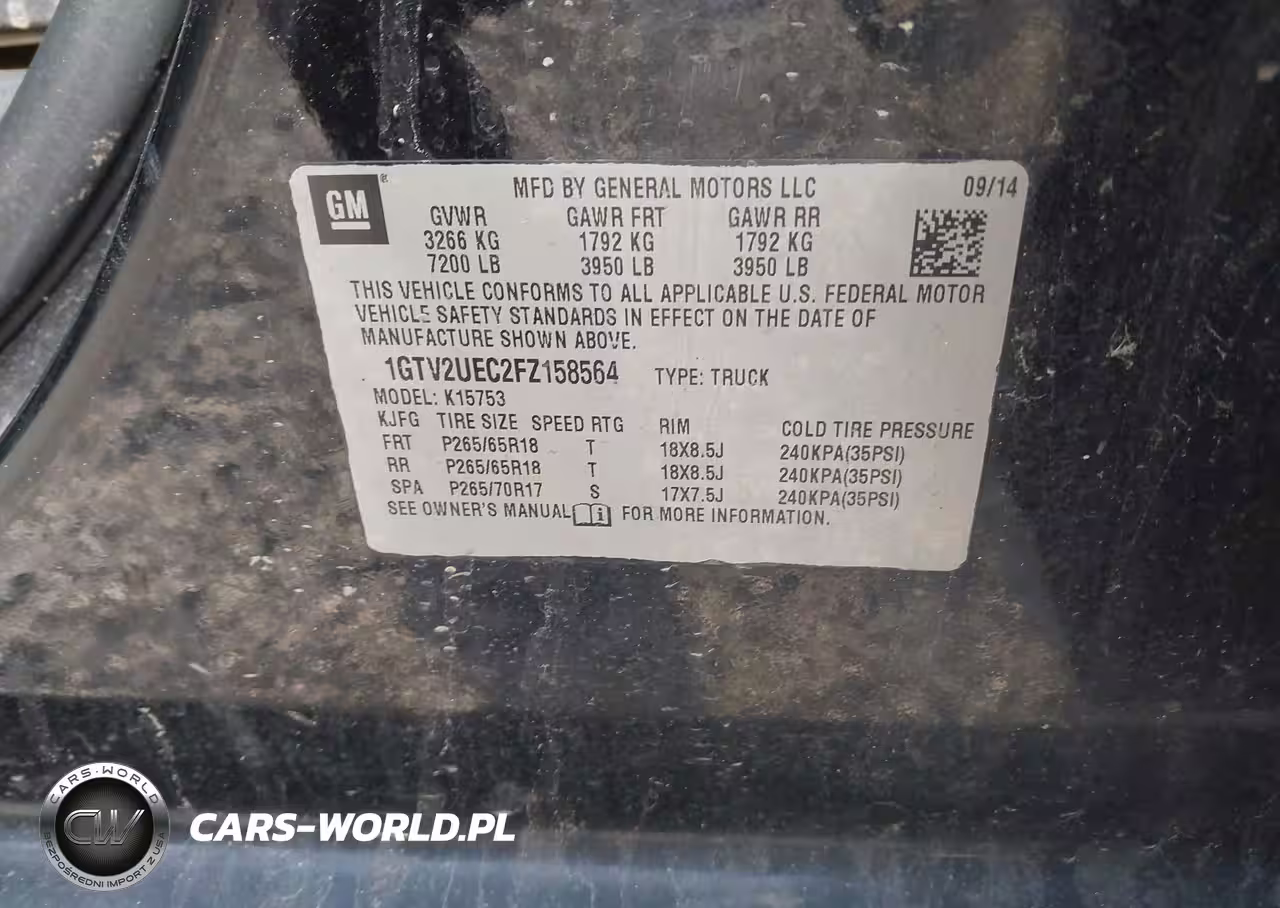 GM ® MFD BY GENERAL MOTORS LLC 09/14
GVWR GAWR FRT GAWR RR
3266 KG 1792 KG 1792 KG
7200 LB 3950 LB 3950 LB
THIS VEHICLE CONFORMS TO ALL APPLICABLE U.S. FEDERAL MOTOR
VEHICLE SAFETY STANDARDS IN EFFECT ON THE DATE OF
MANUFACTURE SHOWN ABOVE.
1GTV2UEC2FZ158564 TYPE: TRUCK
MODEL: K15753
KJFG TIRE SIZE SPEED RTG RIM COLD TIRE PRESSURE
FRT P265/65R18 T 18X8.5J 240KPA(35PSI)
RR P265/65R18 T 18X8.5J 240KPA(35PSI)
SPA P265/70R17 S 17X7.5J 240KPA(35PSI)
SEE OWNER'S MANUAL i FOR MORE INFORMATION.
CARS-WORLD
CW
BEZPOŚREDNI IMPORT Z USA
CARS-WORLD.PL